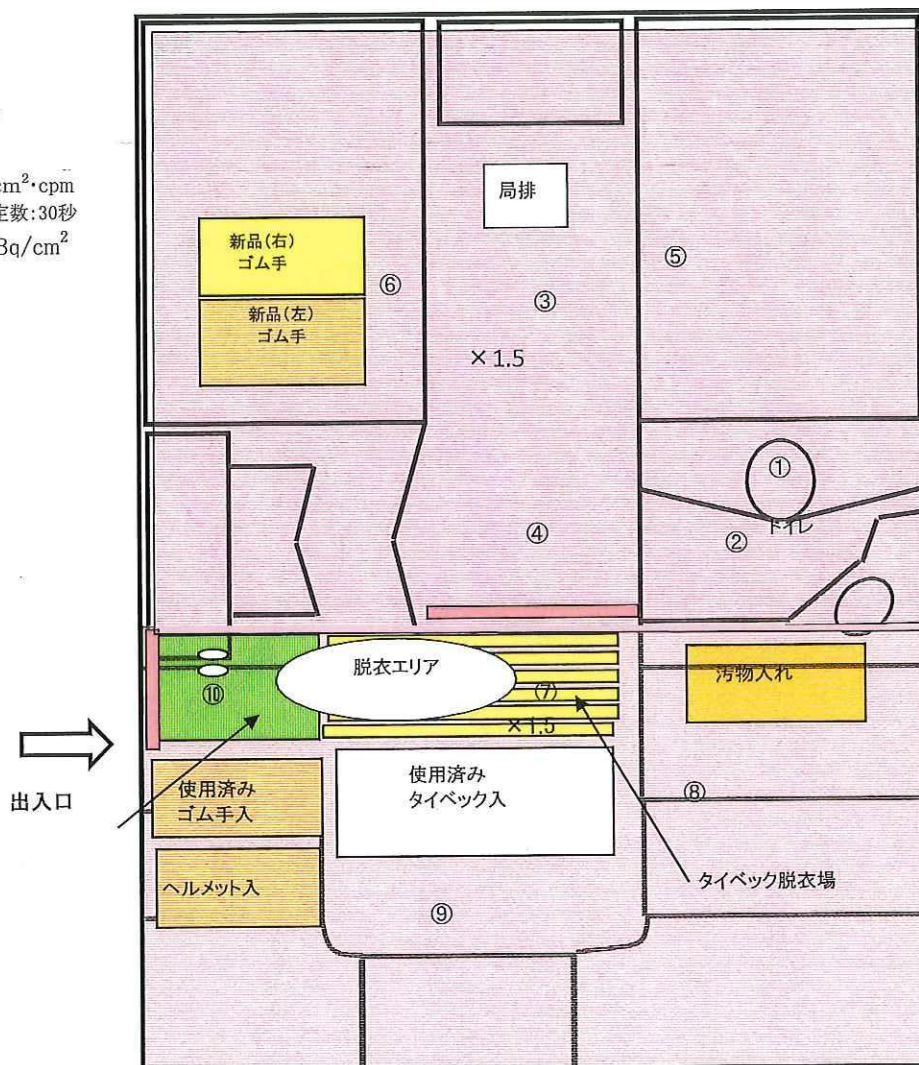 cm²・cpm
定数:30秒
Bq/cm²
局排
新品(右)
ゴム手
⑤
⑥
③
新品(左)
ゴム手
×1.5
①
④
②
トイレ
脱衣エリア
汚物入れ
⑩
(7)
×1.5
出入口
使用済み
ゴム手入
使用済み
タイベック入
⑧
ヘルメット入
タイベック脱衣場
⑨